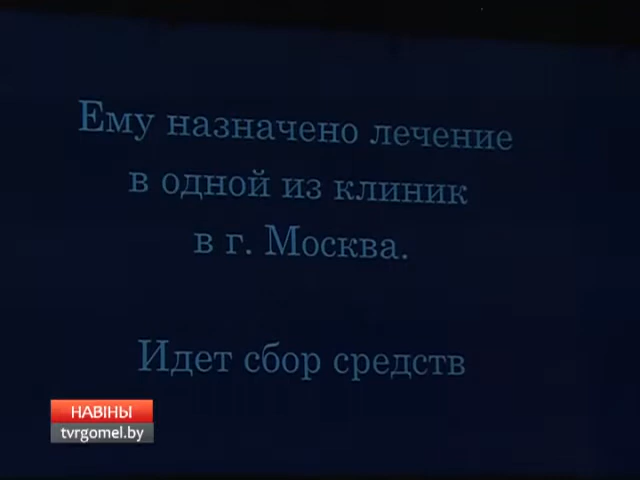 Ему назначено лечение
в одной из клиник
в г. Москва.
Идет сбор средств
НАВІНЫ
tvrgomel.by